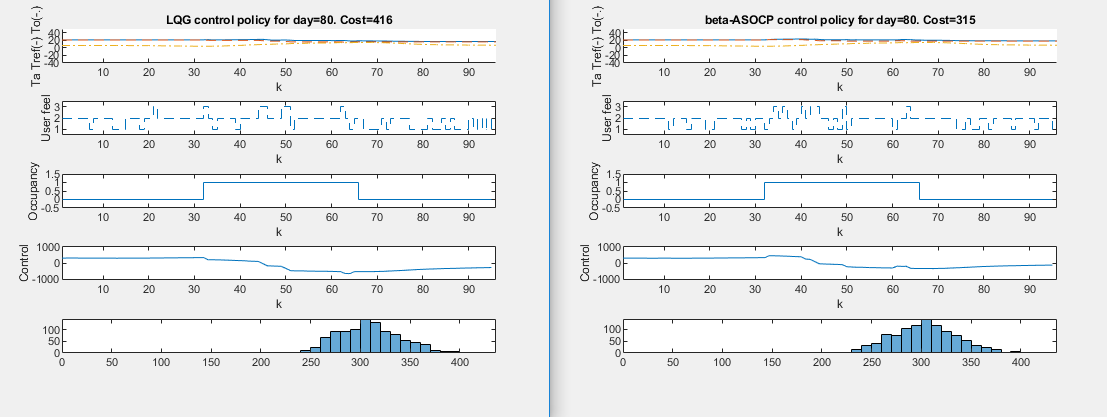 LQG control policy for day=80. Cost=416
Ta Tref(-) To(-.)
40
20
0
-20
-40
10 20 30 40 50 60 70 80 90
k
User feel
3
2
1
10 20 30 40 50 60 70 80 90
k
Occupancy
1.5
1
0.5
0
-0.5
10 20 30 40 50 60 70 80 90
k
Control
1000
0
-1000
10 20 30 40 50 60 70 80 90
k
100
50
0
0 50 100 150 200 250 300 350 400
beta-ASOCP control policy for day=80. Cost=315
Ta Tref(-) To(-.)
40
20
0
-20
-40
10 20 30 40 50 60 70 80 90
k
User feel
3
2
1
10 20 30 40 50 60 70 80 90
k
Occupancy
1.5
1
0.5
0
-0.5
10 20 30 40 50 60 70 80 90
k
Control
1000
0
-1000
10 20 30 40 50 60 70 80 90
k
100
50
0
0 50 100 150 200 250 300 350 400